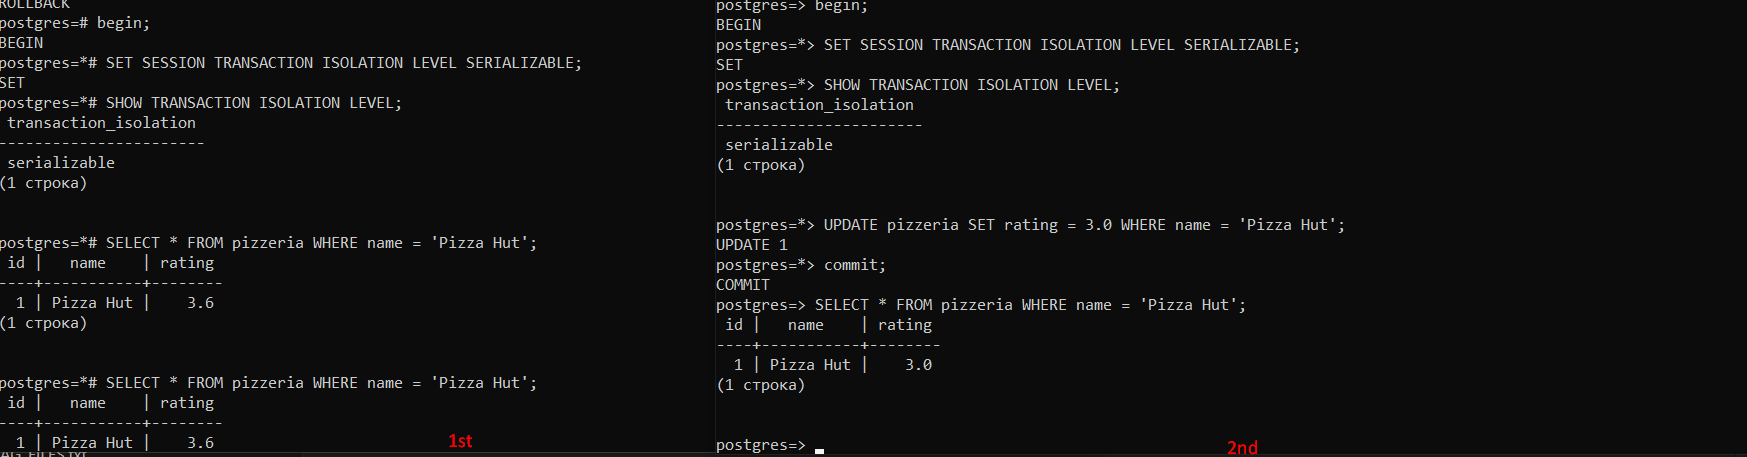 ROLLBACK
postgres=# begin;
BEGIN
postgres=*# SET SESSION TRANSACTION ISOLATION LEVEL SERIALIZABLE;
SET
postgres=*# SHOW TRANSACTION ISOLATION LEVEL;
transaction_isolation
-----------------------
serializable
(1 строка)
postgres=*# SELECT * FROM pizzeria WHERE name = 'Pizza Hut';
id |   name    | rating
----+-----------+--------
1 | Pizza Hut |    3.6
(1 строка)
postgres=*# SELECT * FROM pizzeria WHERE name = 'Pizza Hut';
id |   name    | rating
----+-----------+--------
1 | Pizza Hut |    3.6
1st
postgres=> begin;
BEGIN
postgres=*> SET SESSION TRANSACTION ISOLATION LEVEL SERIALIZABLE;
SET
postgres=*> SHOW TRANSACTION ISOLATION LEVEL;
transaction_isolation
-----------------------
serializable
(1 строка)
postgres=*> UPDATE pizzeria SET rating = 3.0 WHERE name = 'Pizza Hut';
UPDATE 1
postgres=*> commit;
COMMIT
postgres=> SELECT * FROM pizzeria WHERE name = 'Pizza Hut';
id |   name    | rating
----+-----------+--------
1 | Pizza Hut |    3.0
(1 строка)
postgres=>
2nd